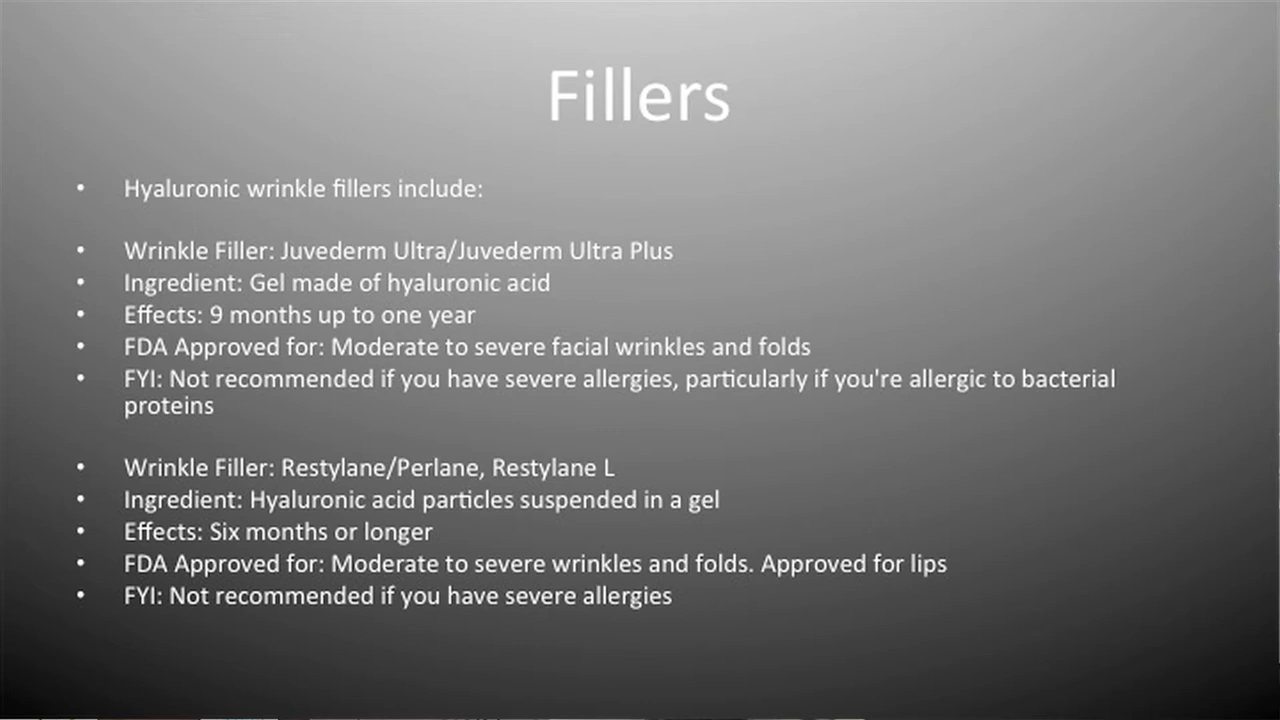 Fillers
• Hyaluronic wrinkle fillers include:
• Wrinkle Filler: Juvederm Ultra/Juvederm Ultra Plus
• Ingredient: Gel made of hyaluronic acid
• Effects: 9 months up to one year
• FDA Approved for: Moderate to severe facial wrinkles and folds
• FYI: Not recommended if you have severe allergies, particularly if you're allergic to bacterial
proteins
• Wrinkle Filler: Restylane/Perlane, Restylane L
• Ingredient: Hyaluronic acid particles suspended in a gel
• Effects: Six months or longer
• FDA Approved for: Moderate to severe wrinkles and folds. Approved for lips
• FYI: Not recommended if you have severe allergies